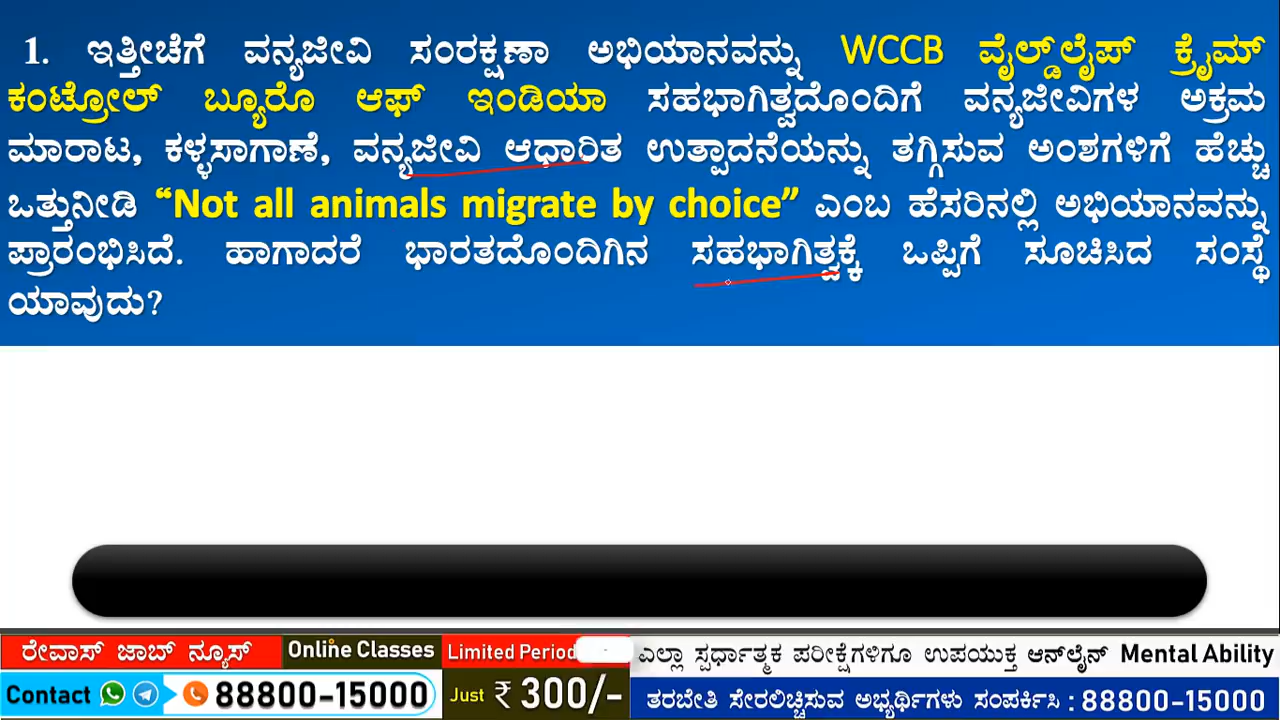 1. ಇತ್ತೀಚೆಗೆ ವನ್ಯಜೀವಿ ಸಂರಕ್ಷಣಾ ಅಭಿಯಾನವನ್ನು WCCB ವೈಲ್ಡ್‌ಲೈಪ್ ಕ್ರೈಮ್
ಕಂಟ್ರೋಲ್ ಬ್ಯೂರೊ ಆಫ್ ಇಂಡಿಯಾ ಸಹಭಾಗಿತ್ವದೊಂದಿಗೆ ವನ್ಯಜೀವಿಗಳ ಅಕ್ರಮ
ಮಾರಾಟ, ಕಳ್ಳಸಾಗಾಣೆ, ವನ್ಯಜೀವಿ ಆಧಾರಿತ ಉತ್ಪಾದನೆಯನ್ನು ತಗ್ಗಿಸುವ ಅಂಶಗಳಿಗೆ ಹೆಚ್ಚು
ಒತ್ತುನೀಡಿ “Not all animals migrate by choice” ಎಂಬ ಹೆಸರಿನಲ್ಲಿ ಅಭಿಯಾನವನ್ನು
ಪ್ರಾರಂಭಿಸಿದೆ. ಹಾಗಾದರೆ ಭಾರತದೊಂದಿಗಿನ ಸಹಭಾಗಿತ್ವಕ್ಕೆ ಒಪ್ಪಿಗೆ ಸೂಚಿಸಿದ ಸಂಸ್ಥೆ
ಯಾವುದು?
ರೇವಾಸ್ ಜಾಬ್ ನ್ಯೂಸ್ Online Classes Limited Period - ಎಲ್ಲಾ ಸ್ಪರ್ಧಾತ್ಮಕ ಪರೀಕ್ಷೆಗಳಿಗೂ ಉಪಯುಕ್ತ ಆನ್‌ಲೈನ್ Mental Ability
Contact 88800-15000 Just ₹ 300/- ತರಬೇತಿ ಸೇರಲಿಚ್ಚಿಸುವ ಅಭ್ಯರ್ಥಿಗಳು ಸಂಪರ್ಕಿಸಿ : 88800-15000